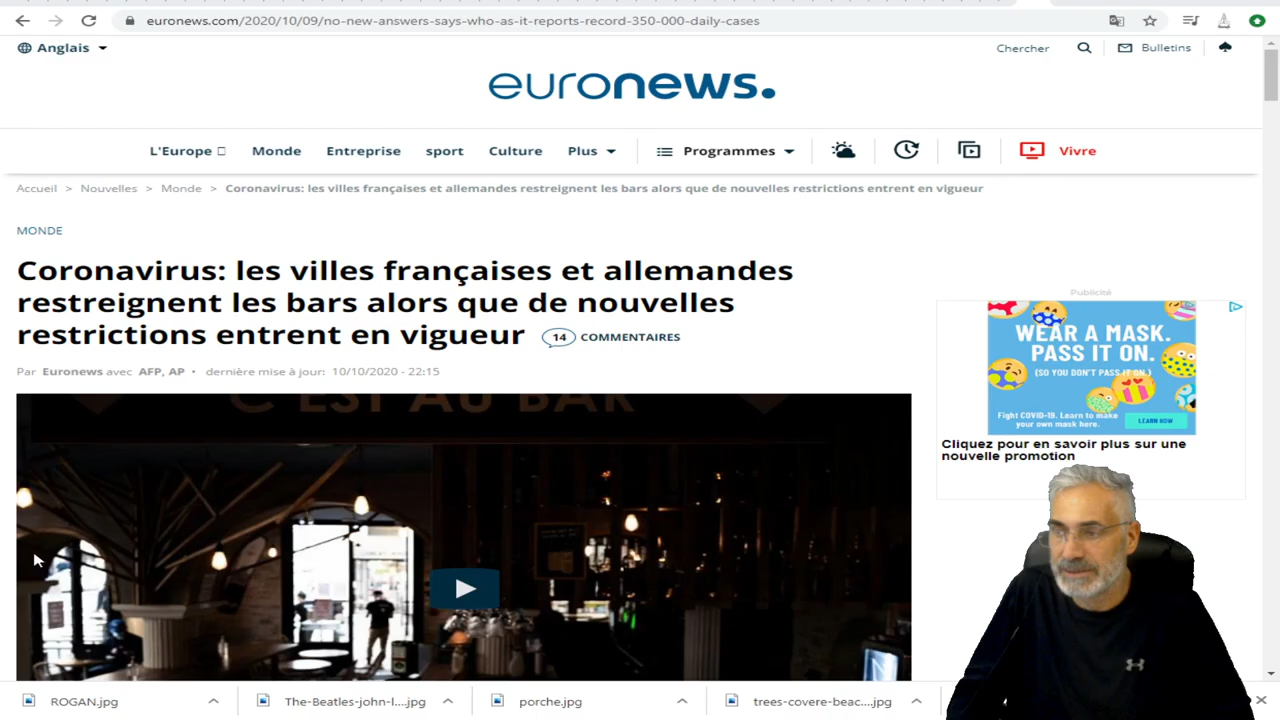 euronews.com/2020/10/09/no-new-answers-says-who-as-it-reports-record-350-000-daily-cases
Anglais
Chercher
Bulletins
euronews.
L'Europe
Monde
Entreprise
sport
Culture
Plus
Programmes
Vivre
Accueil > Nouvelles > Monde > Coronavirus: les villes françaises et allemandes restreignent les bars alors que de nouvelles restrictions entrent en vigueur
MONDE
Coronavirus: les villes françaises et allemandes
restreignent les bars alors que de nouvelles
restrictions entrent en vigueur
14 COMMENTAIRES
Par Euronews avec AFP, AP • dernière mise à jour: 10/10/2020 - 22:15
C'EST AU BAR
Publicité
WEAR A MASK.
PASS IT ON.
(SO YOU DON'T PASS IT ON.)
Fight COVID-19. Learn to make
your own mask here.
LEARN NOW
Cliquez pour en savoir plus sur une
nouvelle promotion
ROGAN.jpg
The-Beatles-john-l....jpg
porche.jpg
trees-covere-beac....jpg